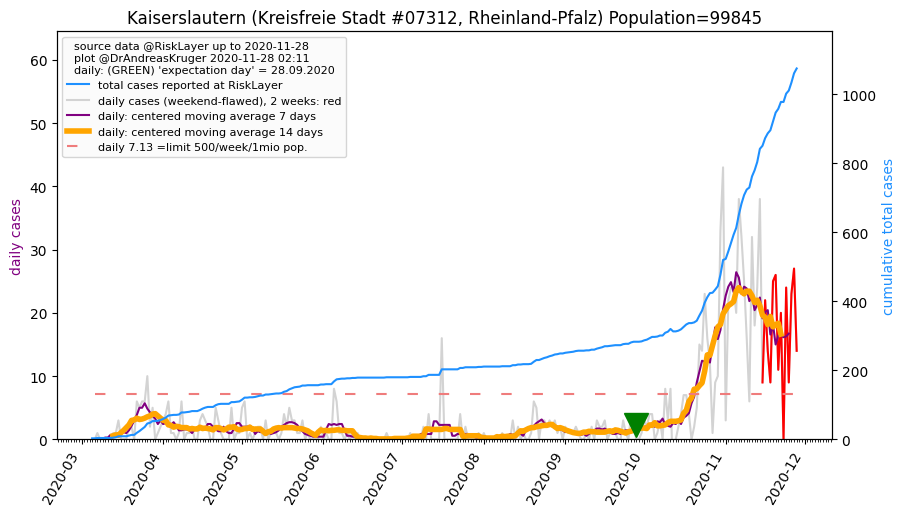 Kaiserslautern (Kreisfreie Stadt #07312, Rheinland-Pfalz) Population=99845
source data @RiskLayer up to 2020-11-28
plot @DrAndreasKruger 2020-11-28 02:11
daily: (GREEN) 'expectation day' = 28.09.2020
total cases reported at RiskLayer
daily cases (weekend-flawed), 2 weeks: red
daily: centered moving average 7 days
daily: centered moving average 14 days
daily 7.13 =limit 500/week/1mio pop.
daily cases
60
50
40
30
20
10
0
cumulative total cases
1000
800
600
400
200
0
2020-03
2020-04
2020-05
2020-06
2020-07
2020-08
2020-09
2020-10
2020-11
2020-12